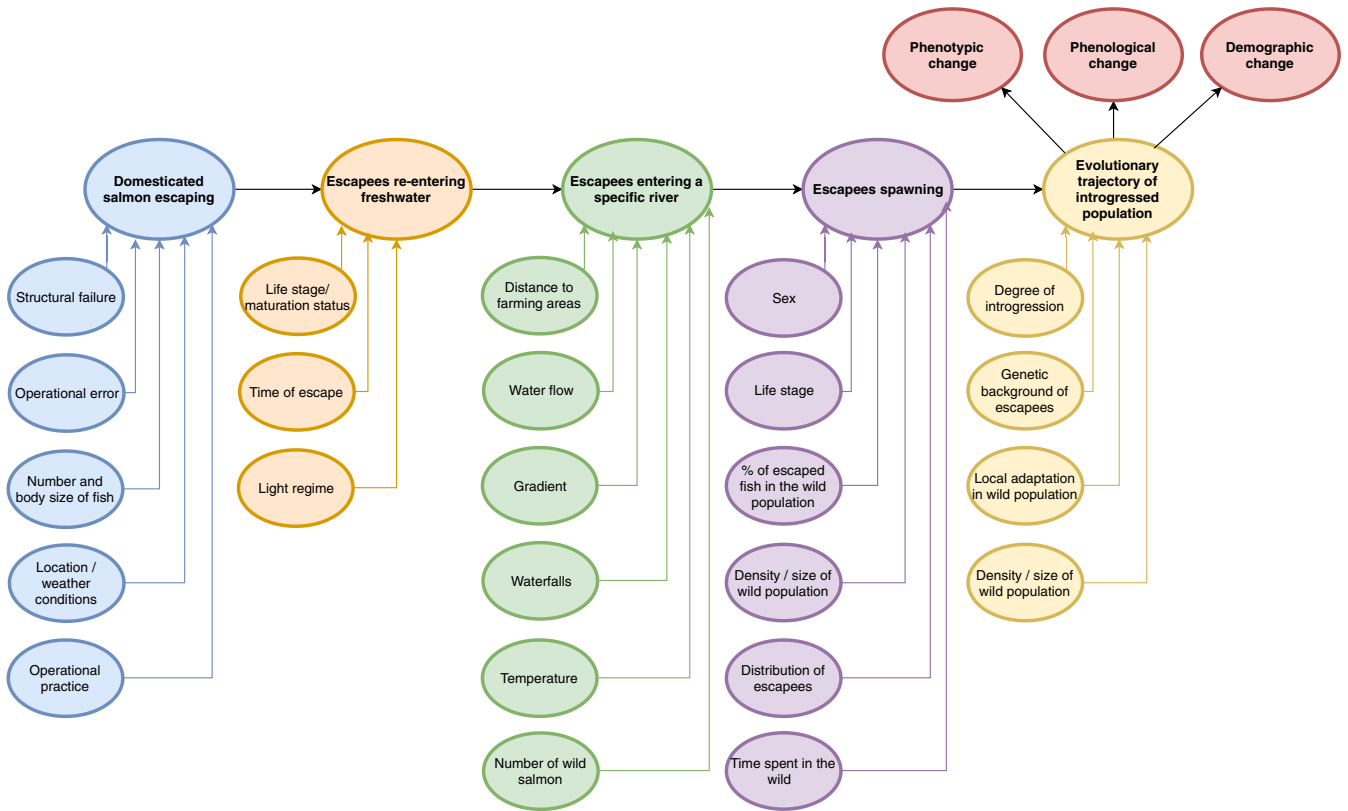 Phenotypic
change
Phenological
change
Demographic
change
Domesticated
salmon escaping
Escapees re-entering
freshwater
Escapees entering a
specific river
Escapees spawning
Evolutionary
trajectory of
introgressed
population
Structural failure
Operational error
Number and
body size of fish
Location /
weather
conditions
Operational
practice
Life stage/
maturation status
Time of escape
Light regime
Distance to
farming areas
Water flow
Gradient
Waterfalls
Temperature
Number of wild
salmon
Sex
Life stage
% of escaped
fish in the wild
population
Density / size of
wild population
Distribution of
escapees
Time spent in the
wild
Degree of
introgression
Genetic
background of
escapees
Local adaptation
in wild population
Density / size of
wild population